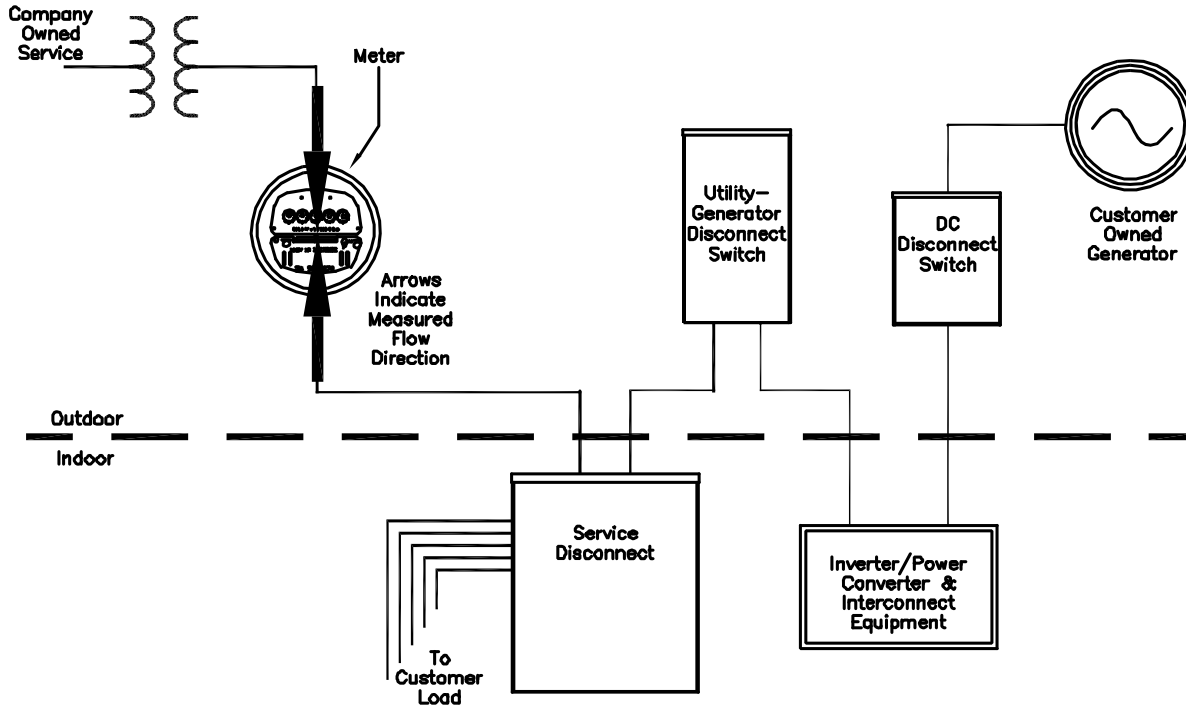 Company
Owned
Service
Meter
Utility-
Generator
Disconnect
Switch
DC
Disconnect
Switch
Customer
Owned
Generator
Arrows
Indicate
Measured
Flow
Direction
Outdoor
Indoor
Service
Disconnect
Inverter/Power
Converter &
Interconnect
Equipment
To
Customer
Load